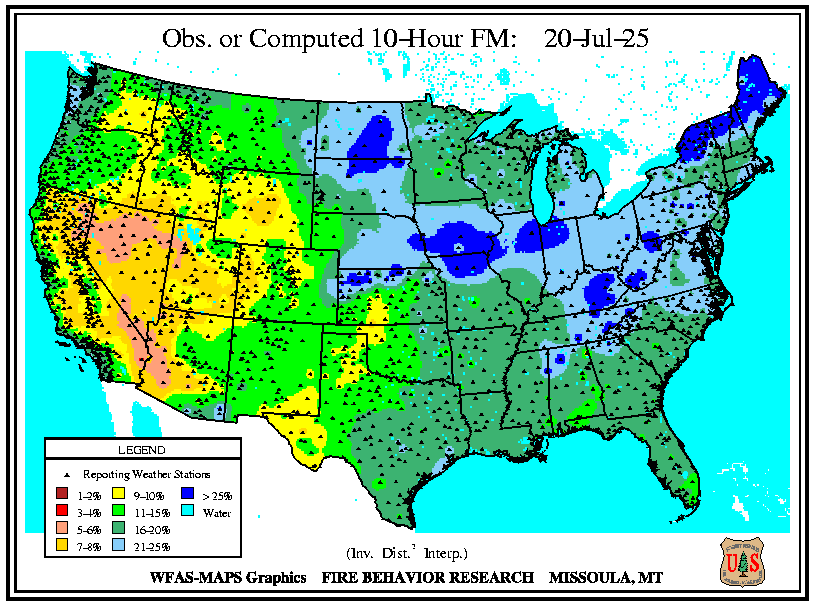 Obs. or Computed 10-Hour FM: 20-Jul-25
LEGEND
Reporting Weather Stations
1-2% 9-10% > 25%
3-4% 11-15% Water
5-6% 16-20%
7-8% 21-25%
(Inv. Dist.² Interp.)
WFAS-MAPS Graphics FIRE BEHAVIOR RESEARCH MISSOULA, MT
U S